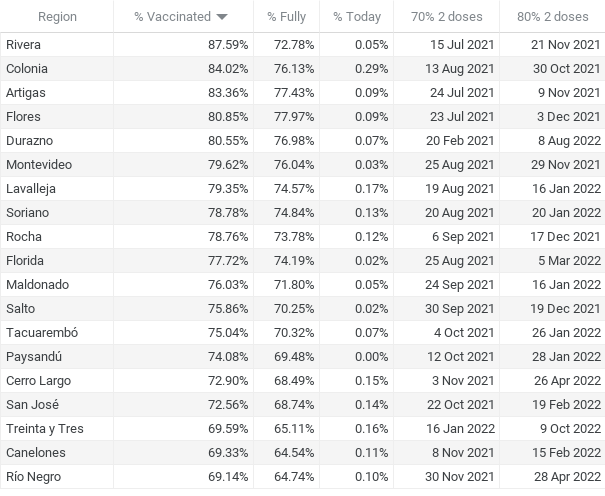 Region % Vaccinated % Fully % Today 70% 2 doses 80% 2 doses
Rivera 87.59% 72.78% 0.05% 15 Jul 2021 21 Nov 2021
Colonia 84.02% 76.13% 0.29% 13 Aug 2021 30 Oct 2021
Artigas 83.36% 77.43% 0.09% 24 Jul 2021 9 Nov 2021
Flores 80.85% 77.97% 0.09% 23 Jul 2021 3 Dec 2021
Durazno 80.55% 76.98% 0.07% 20 Feb 2021 8 Aug 2022
Montevideo 79.62% 76.04% 0.03% 25 Aug 2021 29 Nov 2021
Lavalleja 79.35% 74.57% 0.17% 19 Aug 2021 16 Jan 2022
Soriano 78.78% 74.84% 0.13% 20 Aug 2021 20 Jan 2022
Rocha 78.76% 73.78% 0.12% 6 Sep 2021 17 Dec 2021
Florida 77.72% 74.19% 0.02% 25 Aug 2021 5 Mar 2022
Maldonado 76.03% 71.80% 0.05% 24 Sep 2021 16 Jan 2022
Salto 75.86% 70.25% 0.02% 30 Sep 2021 19 Dec 2021
Tacuarembó 75.04% 70.32% 0.07% 4 Oct 2021 26 Jan 2022
Paysandú 74.08% 69.48% 0.00% 12 Oct 2021 28 Jan 2022
Cerro Largo 72.90% 68.49% 0.15% 3 Nov 2021 26 Apr 2022
San José 72.56% 68.74% 0.14% 22 Oct 2021 19 Feb 2022
Treinta y Tres 69.59% 65.11% 0.16% 16 Jan 2022 9 Oct 2022
Canelones 69.33% 64.54% 0.11% 8 Nov 2021 15 Feb 2022
Río Negro 69.14% 64.74% 0.10% 30 Nov 2021 28 Apr 2022